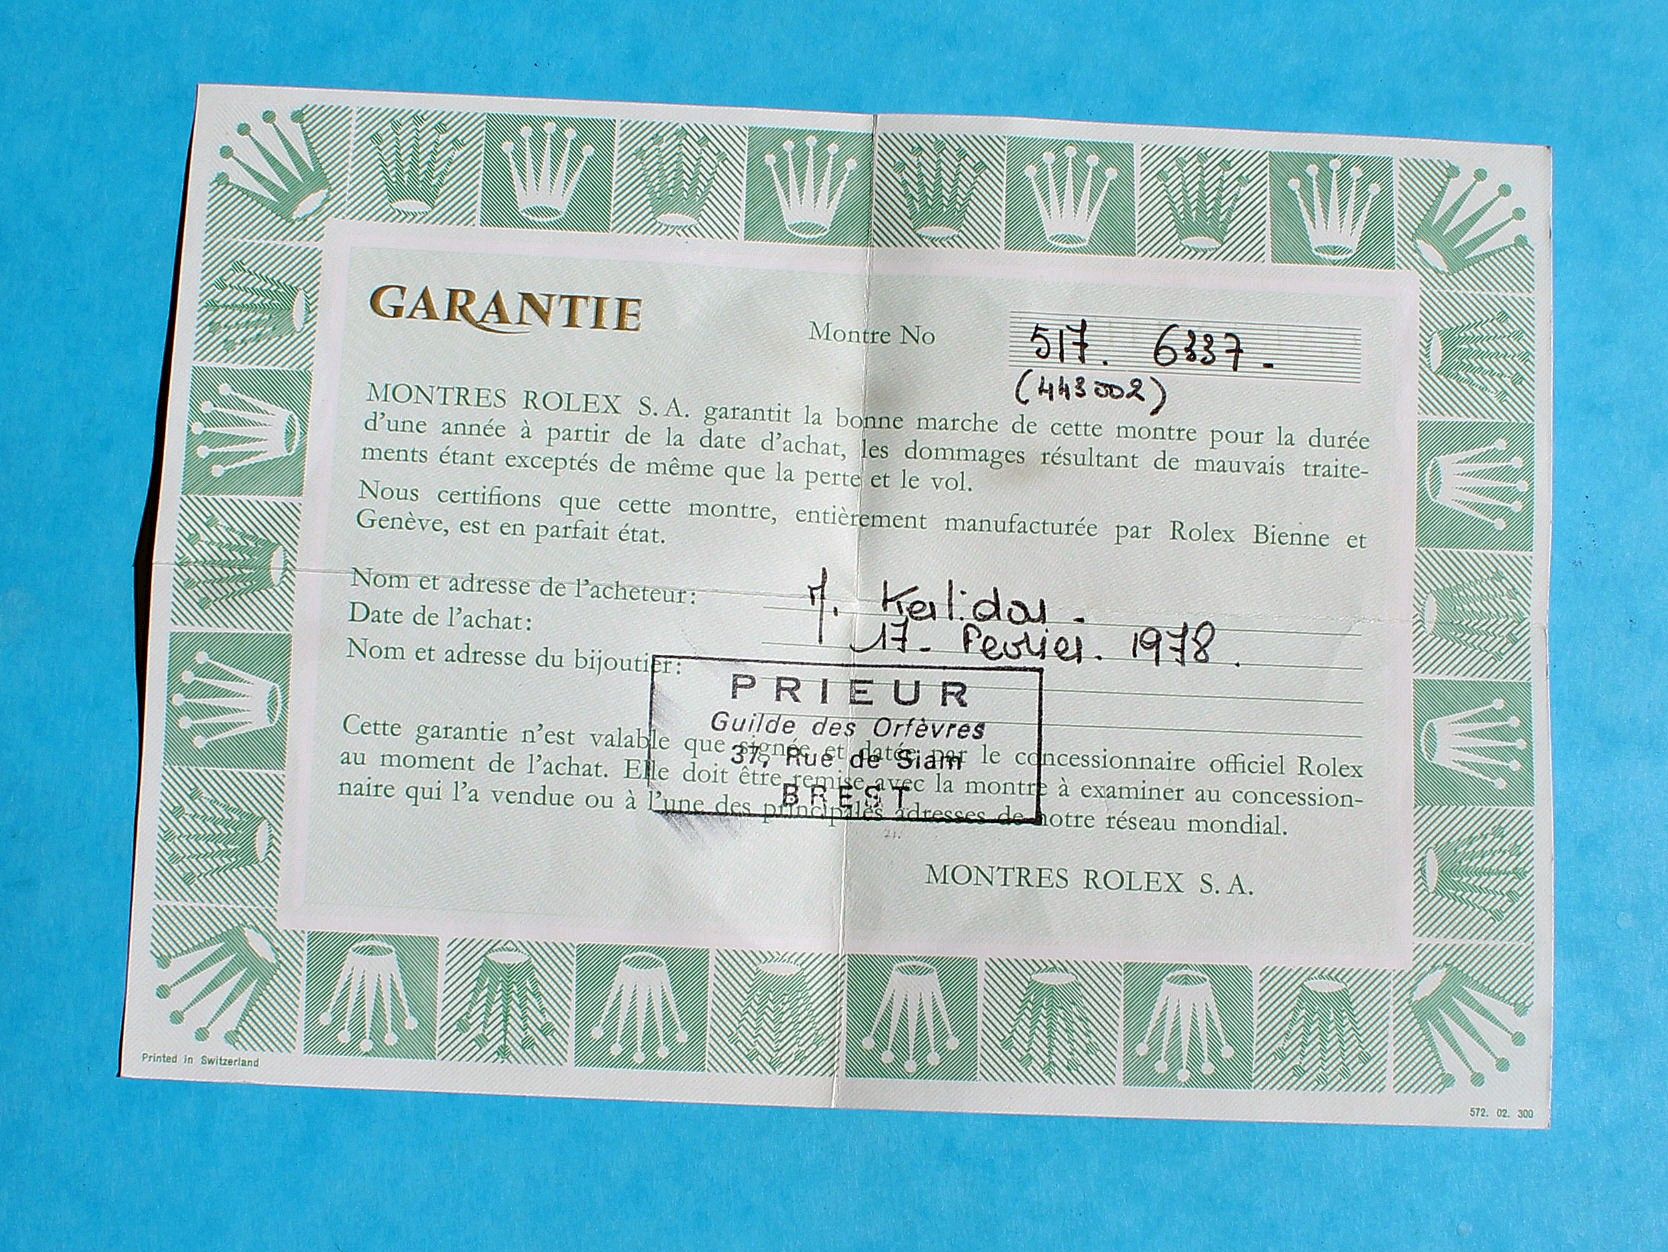 GARANTIE
Montre No 517. 6337-
(443002)
MONTRES ROLEX S. A. garantit la bonne marche de cette montre pour la durée
d'une année à partir de la date d'achat, les dommages résultant de mauvais traite-
ments étant exceptés de même que la perte et le vol.
Nous certifions que cette montre, entièrement manufacturée par Rolex Bienne et
Genève, est en parfait état.
Nom et adresse de l'acheteur:
Date de l'achat: 17- Fevrier. 1978.
Nom et adresse du bijoutier:
PRIEUR
Guilde des Orfèvres
37, Rue de Siam
BREST
Cette garantie n'est valable que signée et datée par le concessionnaire officiel Rolex
au moment de l'achat. Elle doit être remise avec la montre à examiner au concession-
naire qui l'a vendue ou à l'une des principales adresses de notre réseau mondial.
MONTRES ROLEX S. A.
Printed in Switzerland
572. 02. 300